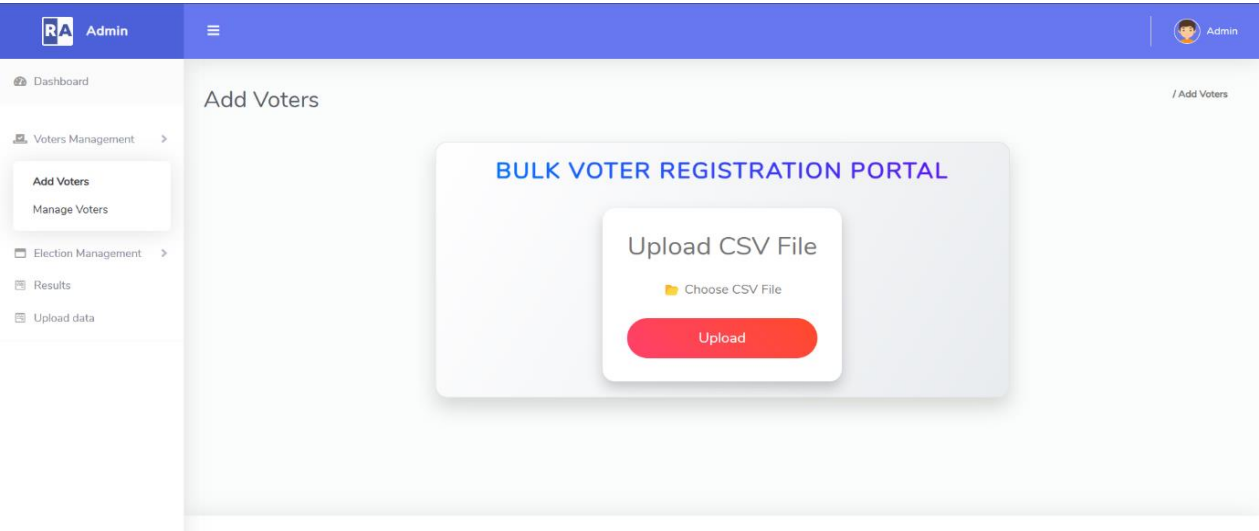 RA Admin
Admin
Dashboard
Voters Management
Add Voters
Manage Voters
Election Management
Results
Upload data
Add Voters
/ Add Voters
BULK VOTER REGISTRATION PORTAL
Upload CSV File
Choose CSV File
Upload